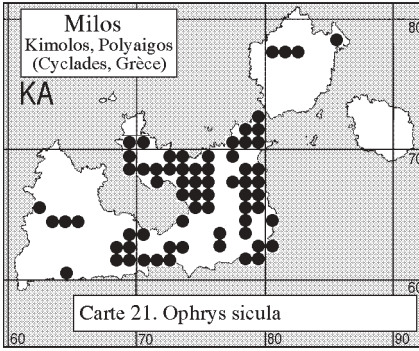 Milos
Kimolos, Polyaigos
(Cyclades, Grèce)
KA
80
70
60
Carte 21. Ophrys sicula
60 70 80 90